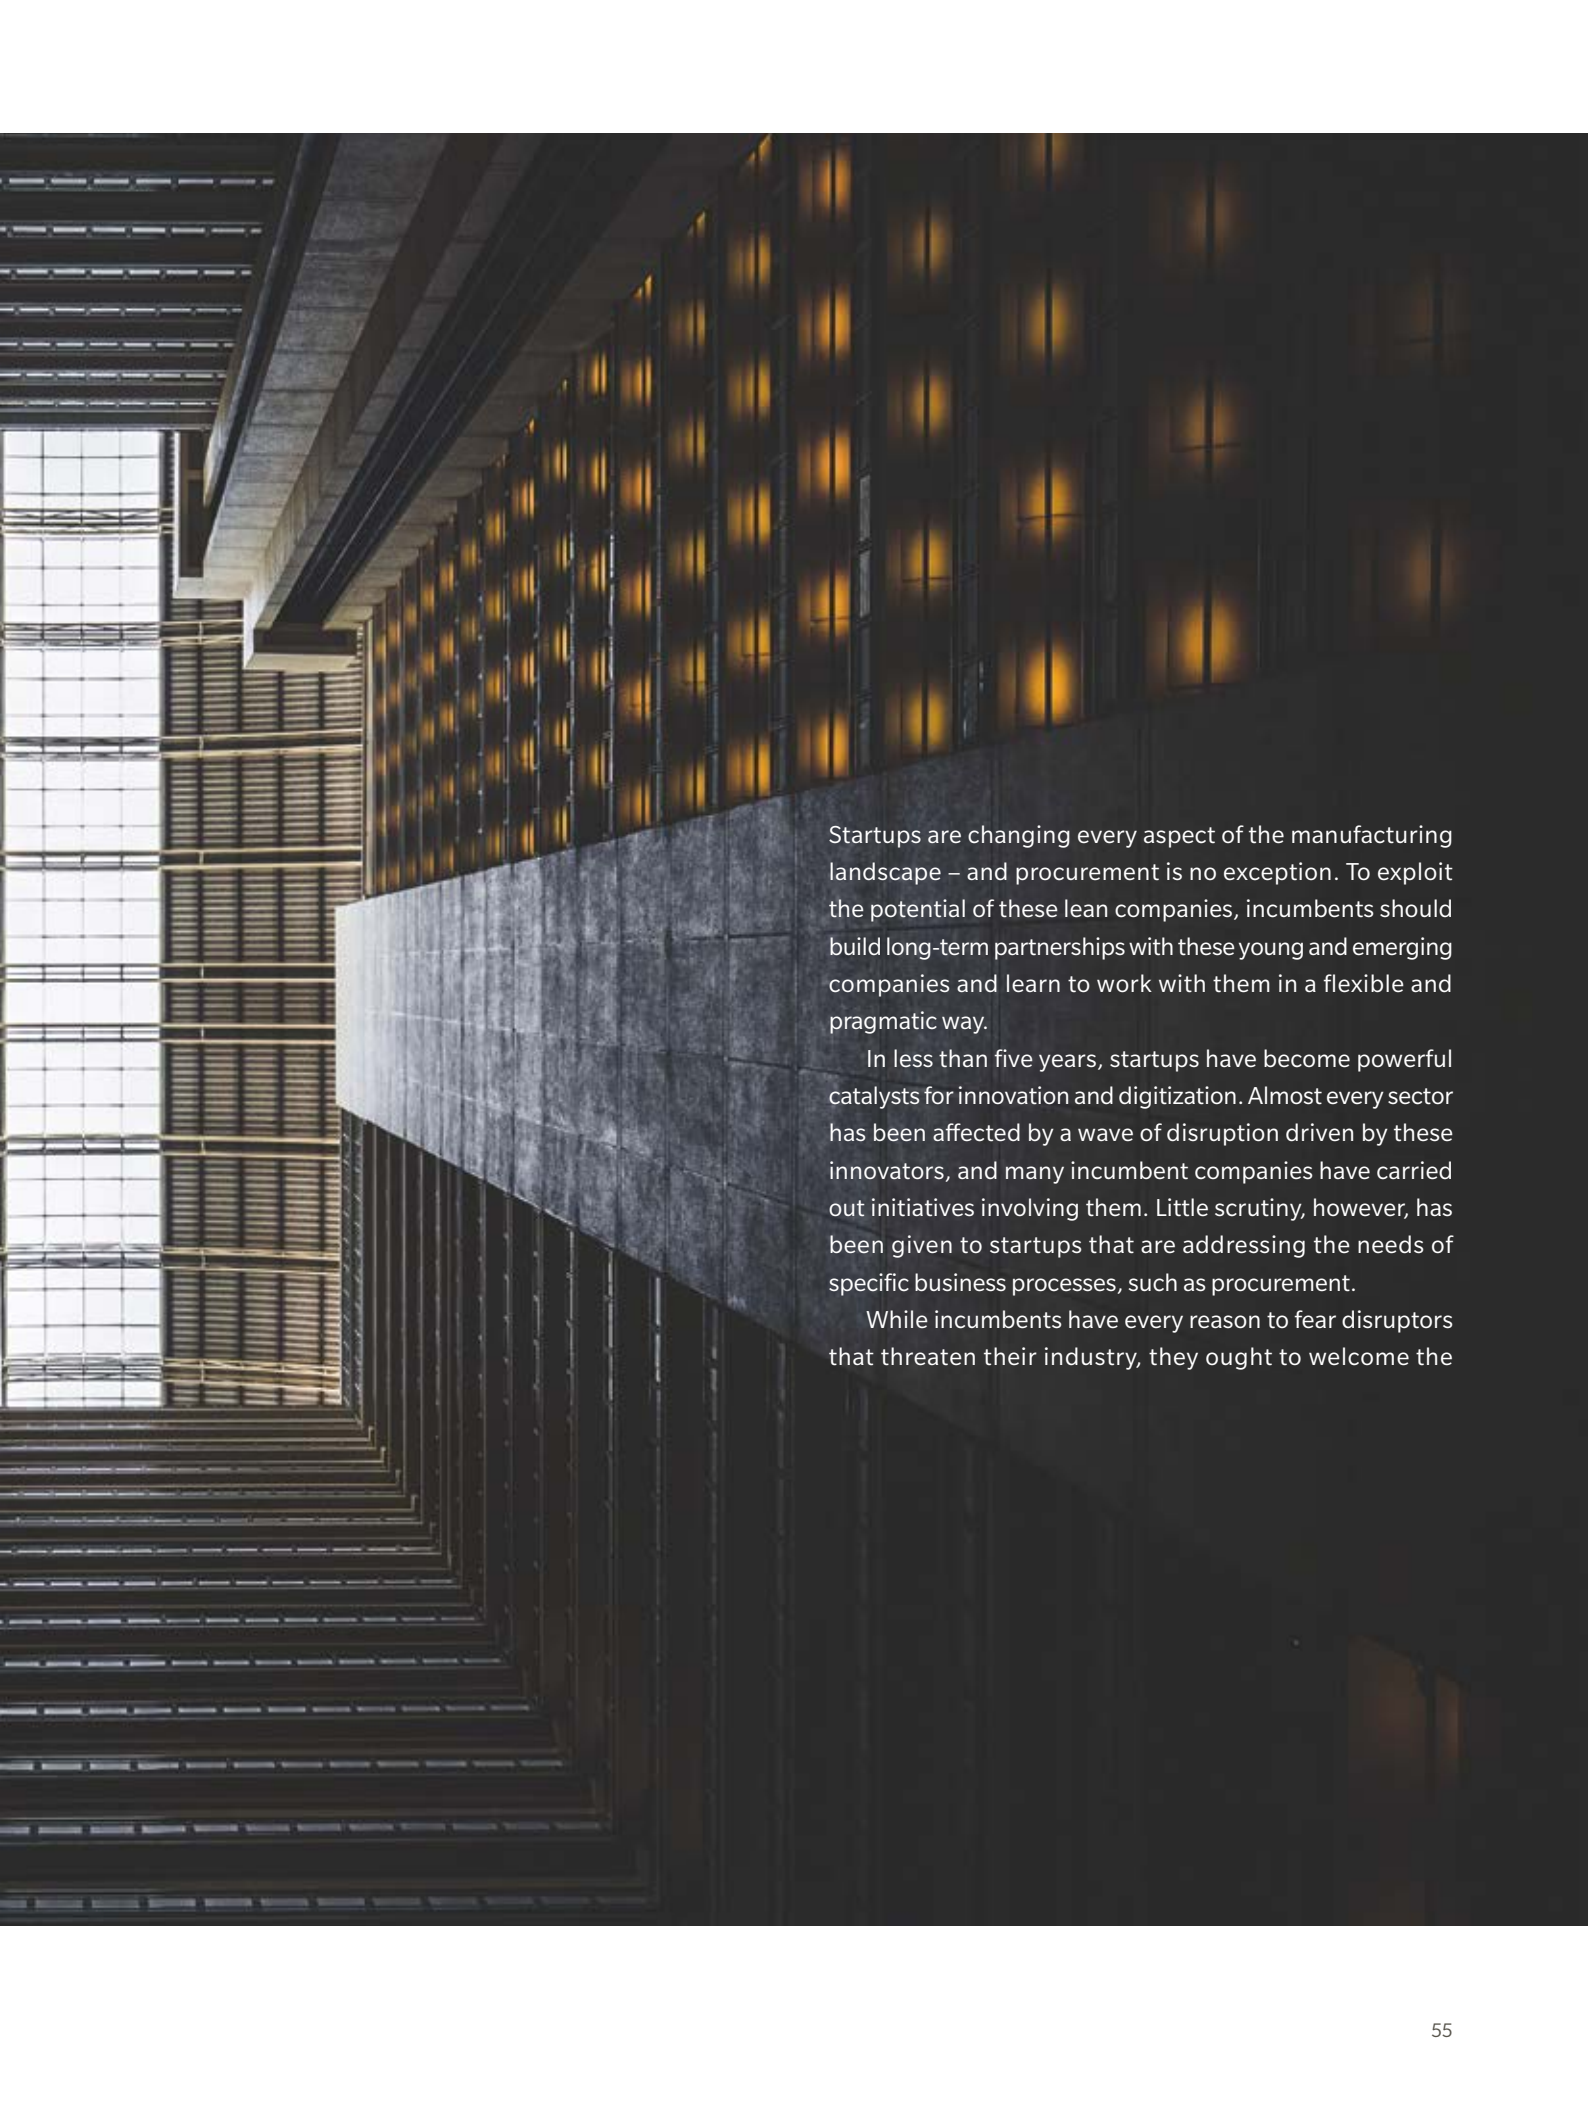 Startups are changing every aspect of the manufacturing
landscape – and procurement is no exception. To exploit
the potential of these lean companies, incumbents should
build long-term partnerships with these young and emerging
companies and learn to work with them in a flexible and
pragmatic way.
In less than five years, startups have become powerful
catalysts for innovation and digitization. Almost every sector
has been affected by a wave of disruption driven by these
innovators, and many incumbent companies have carried
out initiatives involving them. Little scrutiny, however, has
been given to startups that are addressing the needs of
specific business processes, such as procurement.
While incumbents have every reason to fear disruptors
that threaten their industry, they ought to welcome the
55